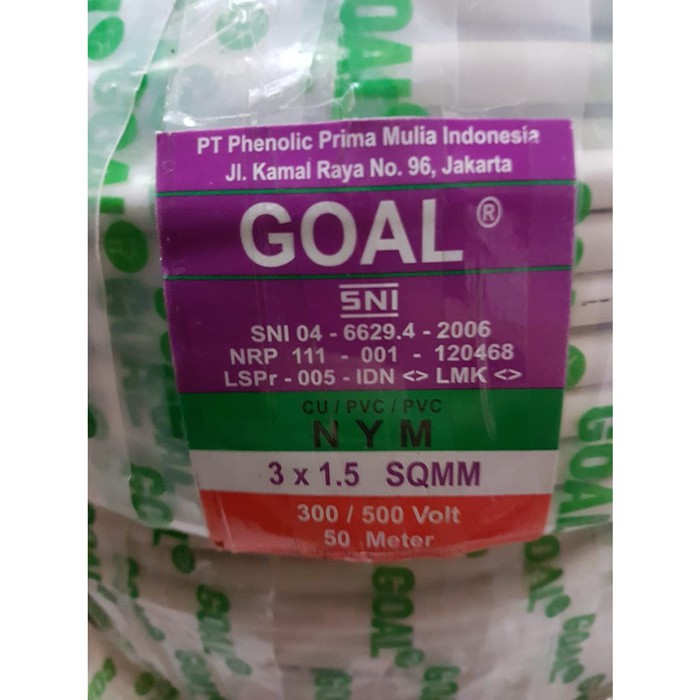 PT Phenolic Prima Mulia Indonesia
Jl. Kamal Raya No. 96, Jakarta
GOAL ®
SNI
SNI 04 - 6629.4 - 2006
NRP 111 - 001 - 120468
LSPr - 005 - IDN <> LMK <>
CU / PVC / PVC
N Y M
3 x 1.5 SQMM
300 / 500 Volt
50 Meter
GOAL
GOAL
GOAL
GOAL
GOAL